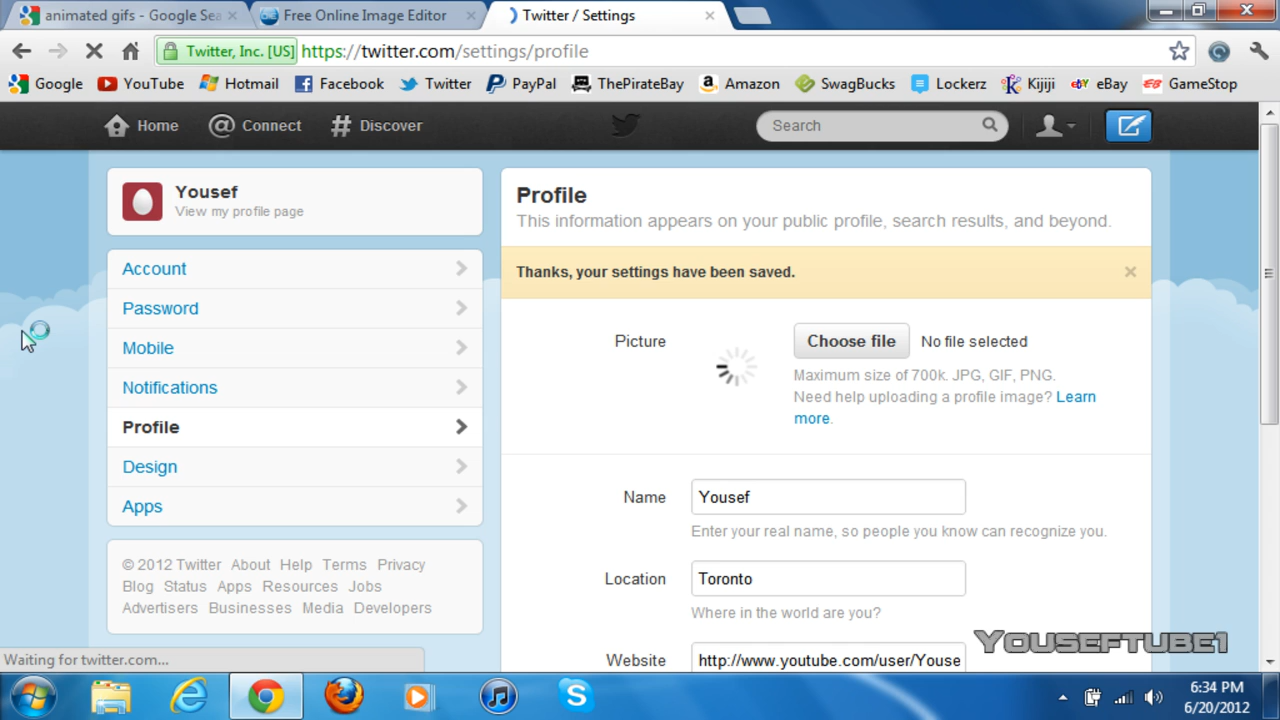 animated gifs - Google Sea
Free Online Image Editor
Twitter / Settings
Twitter, Inc. [US]
https://twitter.com/settings/profile
Google
YouTube
Hotmail
Facebook
Twitter
PayPal
ThePirateBay
Amazon
SwagBucks
Lockerz
Kijiji
eBay
GameStop
Home
Connect
Discover
Search
Yousef
View my profile page
Account
Password
Mobile
Notifications
Profile
Design
Apps
© 2012 Twitter About Help Terms Privacy
Blog Status Apps Resources Jobs
Advertisers Businesses Media Developers
Profile
This information appears on your public profile, search results, and beyond.
Thanks, your settings have been saved.
Picture
Choose file
No file selected
Maximum size of 700k. JPG, GIF, PNG.
Need help uploading a profile image? Learn
more.
Name
Yousef
Enter your real name, so people you know can recognize you.
Location
Toronto
Where in the world are you?
Website
http://www.youtube.com/user/Youse
YOUSEFTUBE1
Waiting for twitter.com...
6:34 PM
6/20/2012